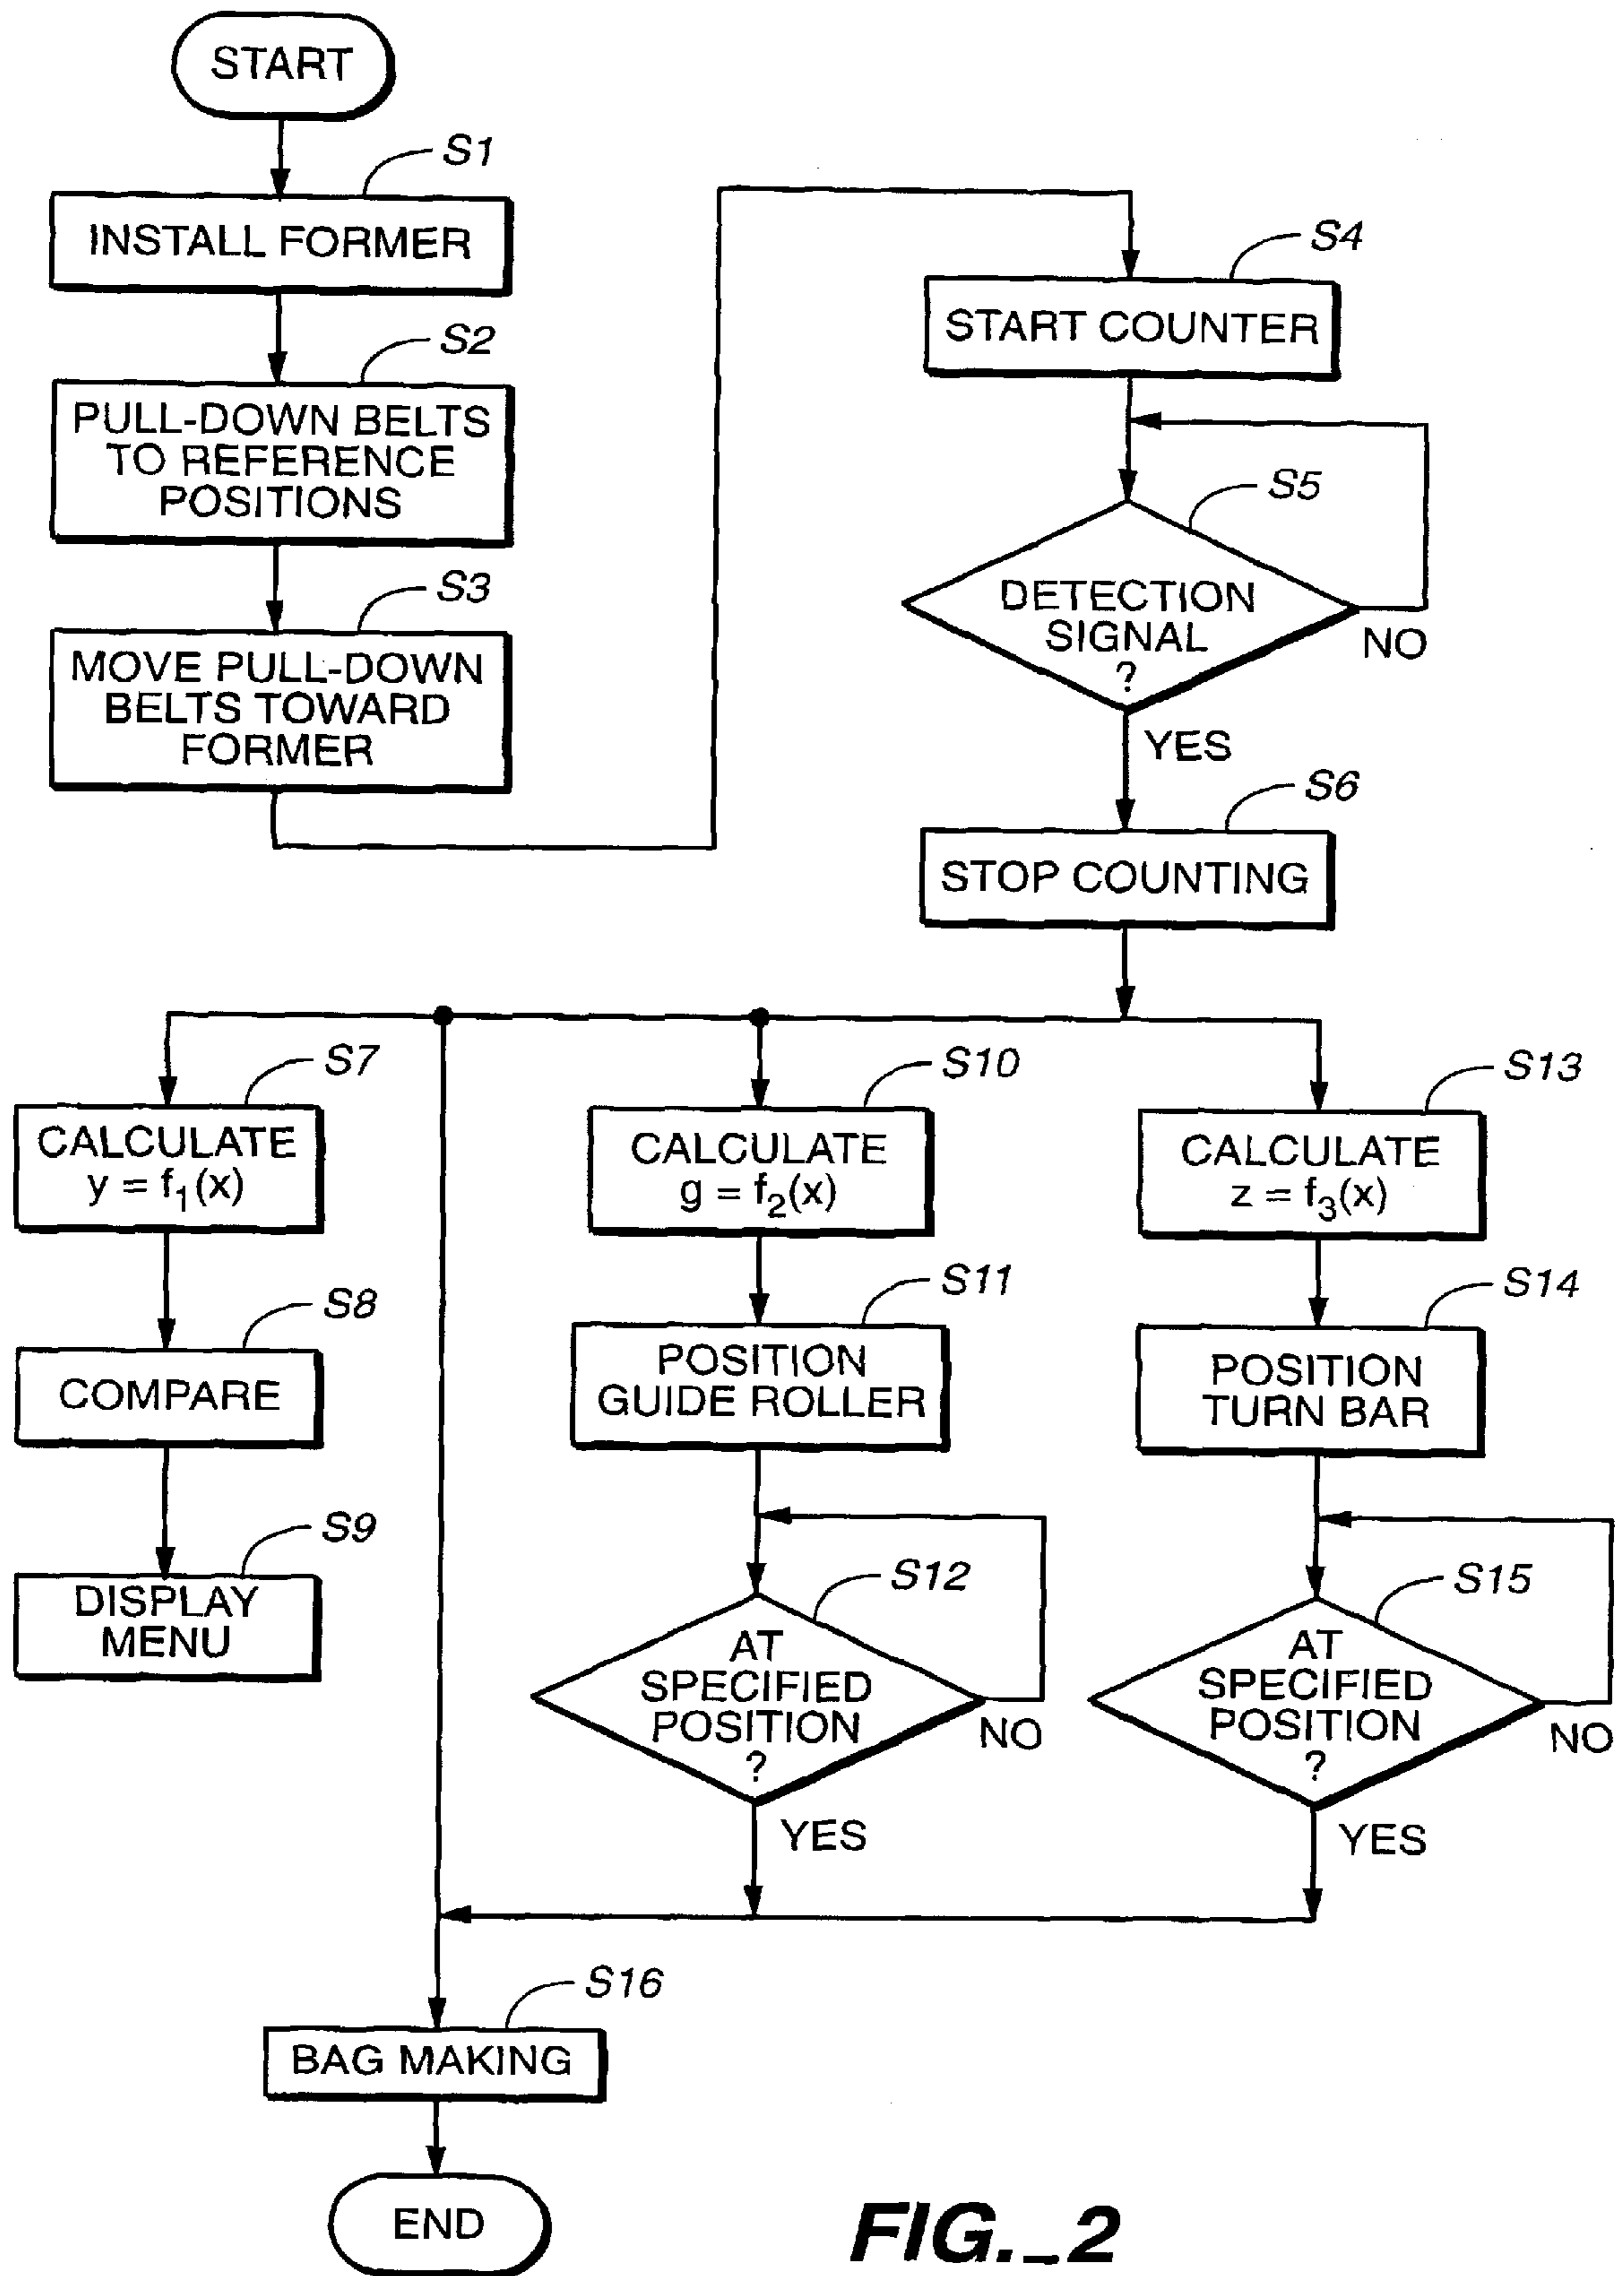 START
S1
INSTALL FORMER
S2
PULL-DOWN BELTS
TO REFERENCE
POSITIONS
S3
MOVE PULL-DOWN
BELTS TOWARD
FORMER
S4
START COUNTER
S5
DETECTION
SIGNAL
?
NO
YES
S6
STOP COUNTING
S7
CALCULATE
y = f₁(x)
S8
COMPARE
S9
DISPLAY
MENU
S10
CALCULATE
g = f₂(x)
S11
POSITION
GUIDE ROLLER
S12
AT
SPECIFIED
POSITION
?
NO
YES
S13
CALCULATE
z = f₃(x)
S14
POSITION
TURN BAR
S15
AT
SPECIFIED
POSITION
?
NO
YES
S16
BAG MAKING
END
FIG._2